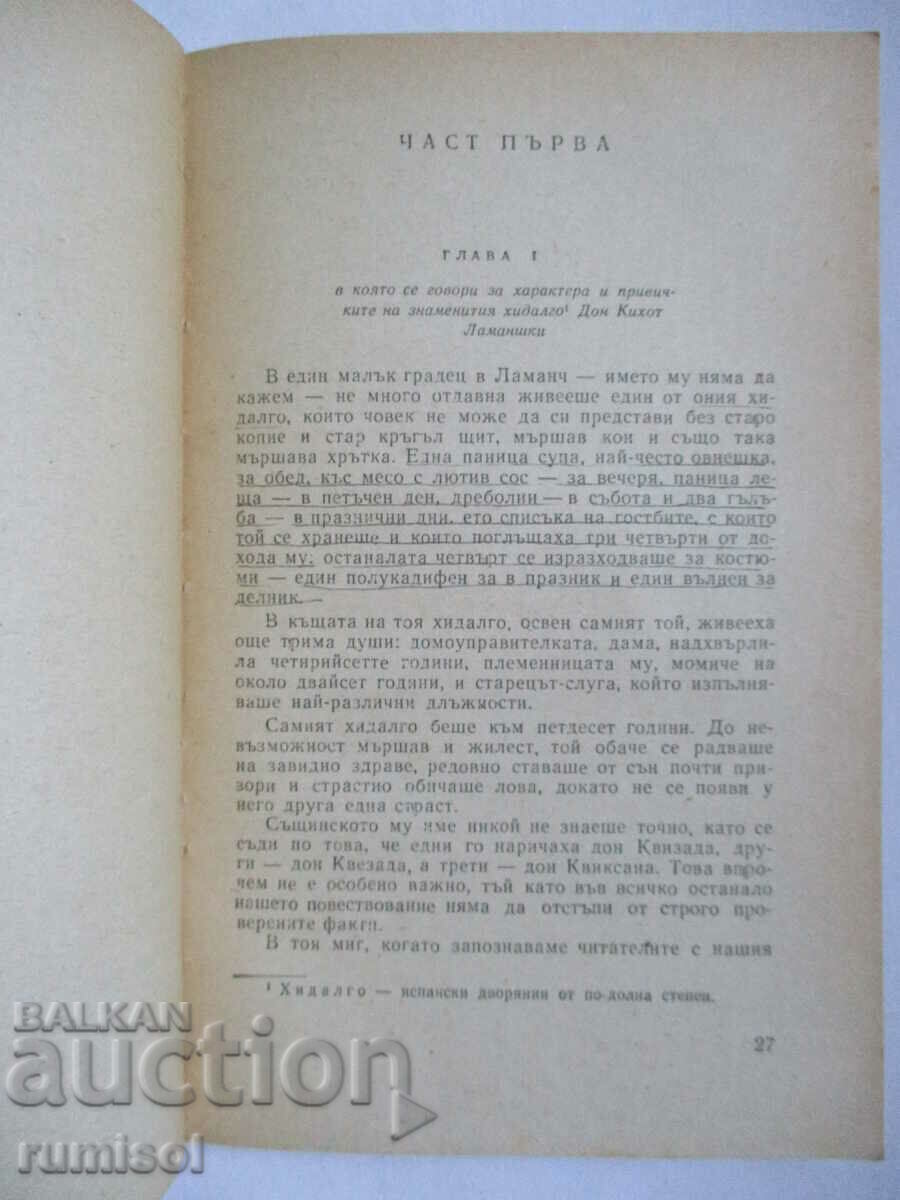 ЧАСТ ПЪРВА
ГЛАВА I
в която се говори за характера и привич-
ките на знаменития хидалго¹ Дон Кихот
Ламаншки
В един малък градец в Ламанч — името му няма да
кажем — не много отдавна живееше един от ония хи-
далго, които човек не може да си представи без старо
копие и стар кръгъл щит, мършав кон и също така
мършава хрътка. Една паница супа, най-често овнешка,
за обед, къс месо с лютив сос — за вечеря, паница ле-
ща — в петъчен ден, дреболии — в събота и два гълъ-
ба — в празнични дни, ето списъка на гостбите, с които
той се хранеше и които поглъщаха три четвърти от до-
хода му; останалата четвърт се изразходваше за костю-
ми — един полукадифен за в празник и един вълнен за
делник.
В къщата на тоя хидалго, освен самият той, живееха
още трима души: домоуправителката, дама, надхвърли-
ла четирийсетте години, племенницата му, момиче на
около двайсет години, и старецът-слуга, който изпълня-
ваше най-различни длъжности.
Самият хидалго беше към петдесет години. До не-
възможност мършав и жилест, той обаче се радваше
на завидно здраве, редовно ставаше от сън почти при
зори и страстно обичаше лова, докато не се появи у
него друга една страст.
Същинското му име никой не знаеше точно, като се
съди по това, че едни го наричаха дон Квизада, дру-
ги — дон Квезада, а трети — дон Квиксана. Това впро-
чем не е особено важно, тъй като във всичко останало
нашето повествование няма да отстъпи от строго про-
верените факти.
В тоя миг, когато запознаваме читателите с нашия
¹ Хидалго — испански дворянин от по-долна степен.
27
BALKAN
auction
rumisol